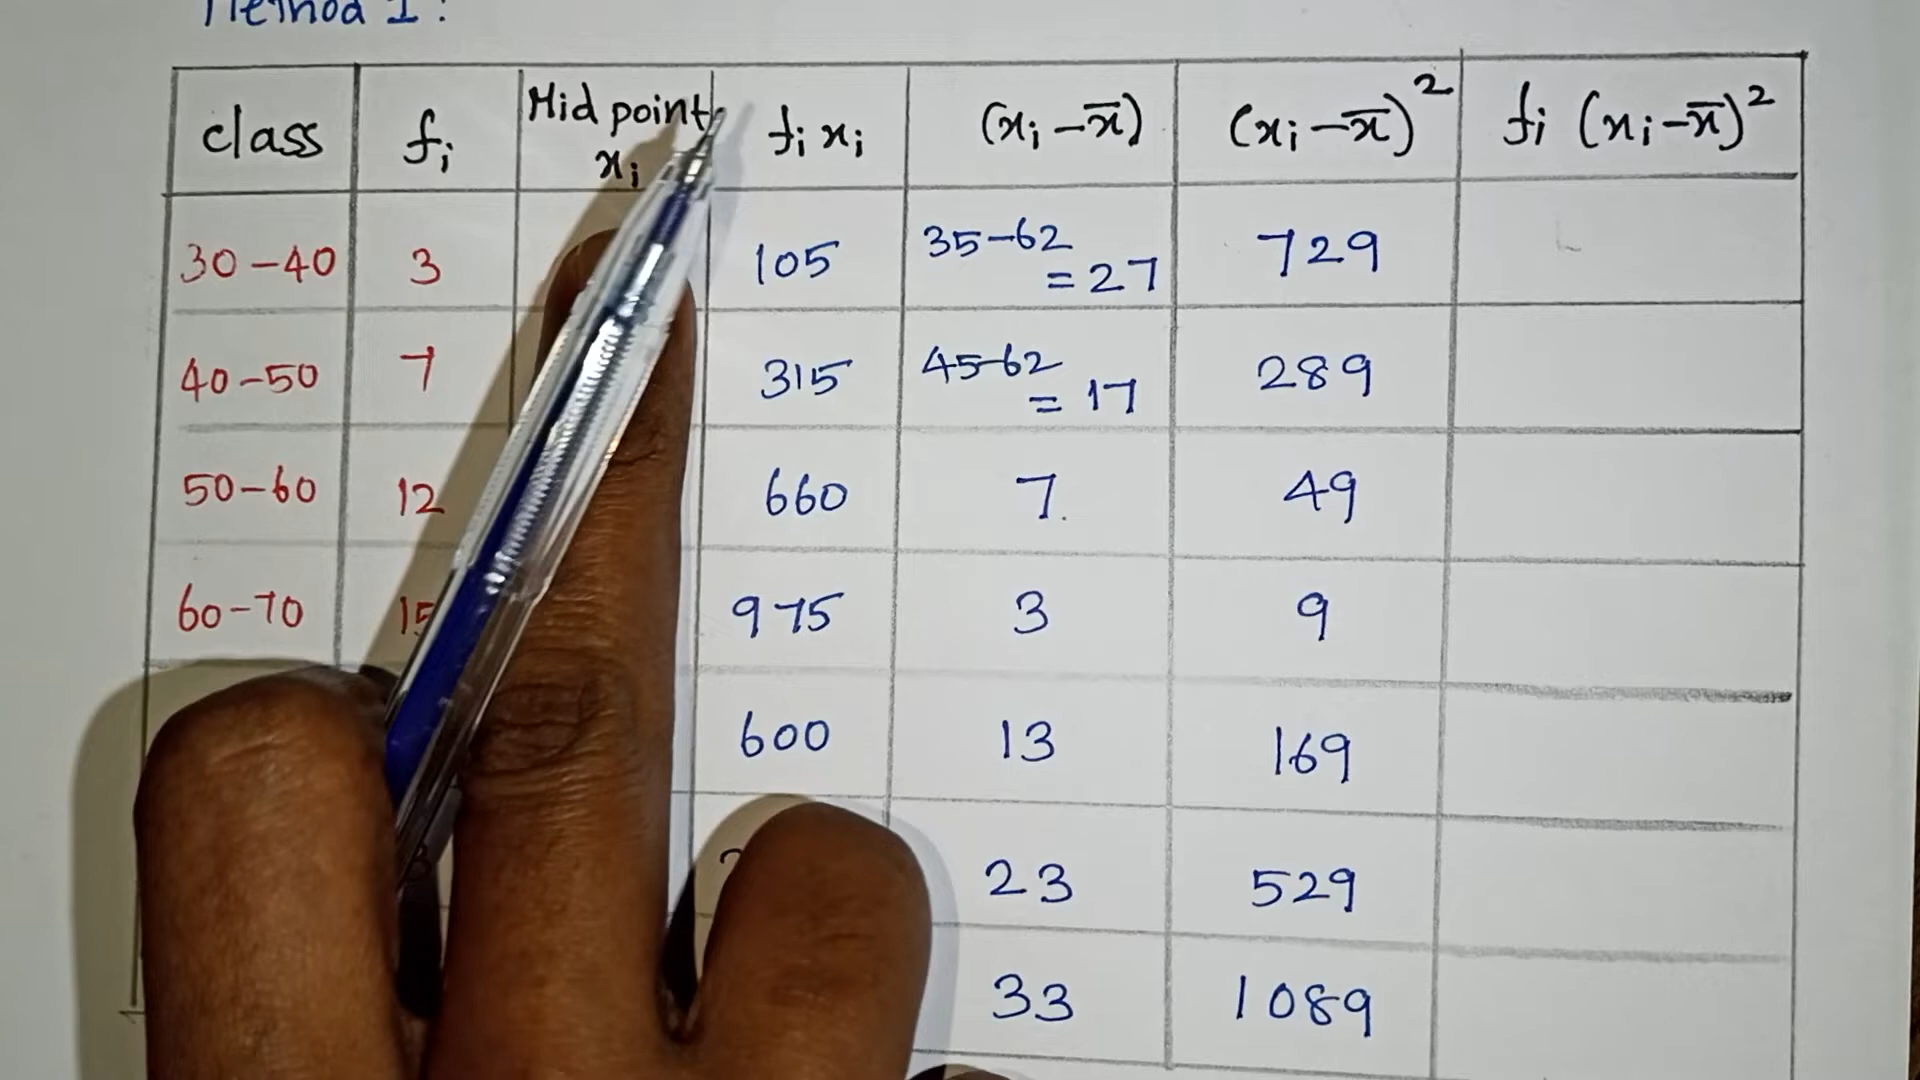 Method 1:
class fi Mid point xi fi xi (xi – x̅) (xi – x̅)² fi (xi – x̅)²
30 – 40 3 105 35 – 62 = 27 729
40 – 50 7 315 45 – 62 = 17 289
50 – 60 12 660 7 49
60 – 70 15 975 3 9
600 13 169
23 529
33 1089